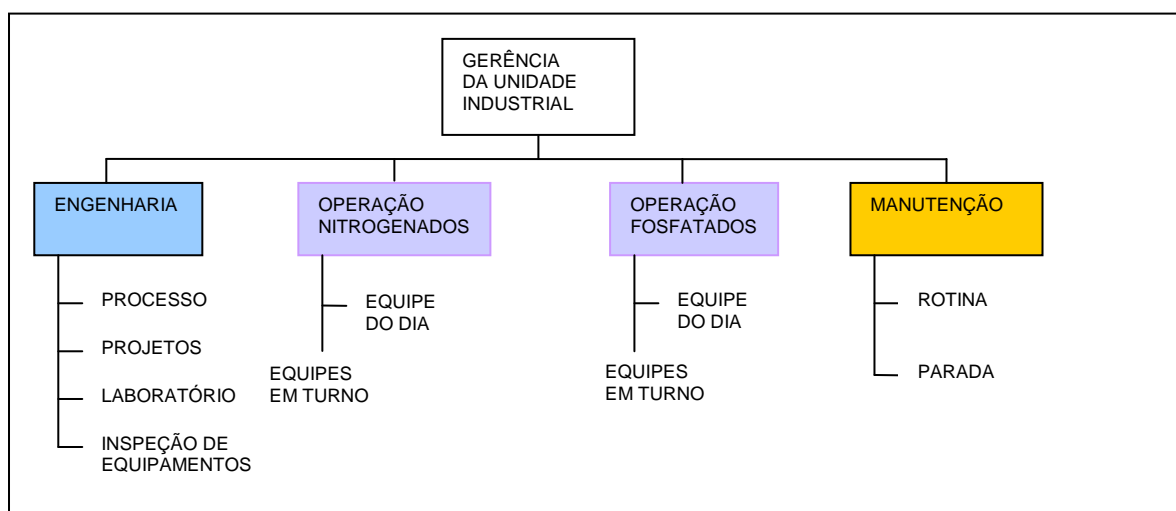 GERÊNCIA
DA UNIDADE
INDUSTRIAL
ENGENHARIA
PROCESSO
PROJETOS
LABORATÓRIO
INSPEÇÃO DE
EQUIPAMENTOS
OPERAÇÃO
NITROGENADOS
EQUIPE
DO DIA
EQUIPES
EM TURNO
OPERAÇÃO
FOSFATADOS
EQUIPE
DO DIA
EQUIPES
EM TURNO
MANUTENÇÃO
ROTINA
PARADA